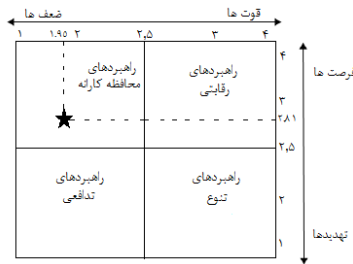 قوت ها ضعف ها
۴ ۳ ۲٫۵ ۲ ۱.۹۵ ۱
۴
راهبردهای
رقابتی
راهبردهای
محافظه کارانه
فرصت ها
۳
۲.۸۱
۲٫۵
راهبردهای
تنوع
راهبردهای
تدافعی
۲
تهدیدها
۱